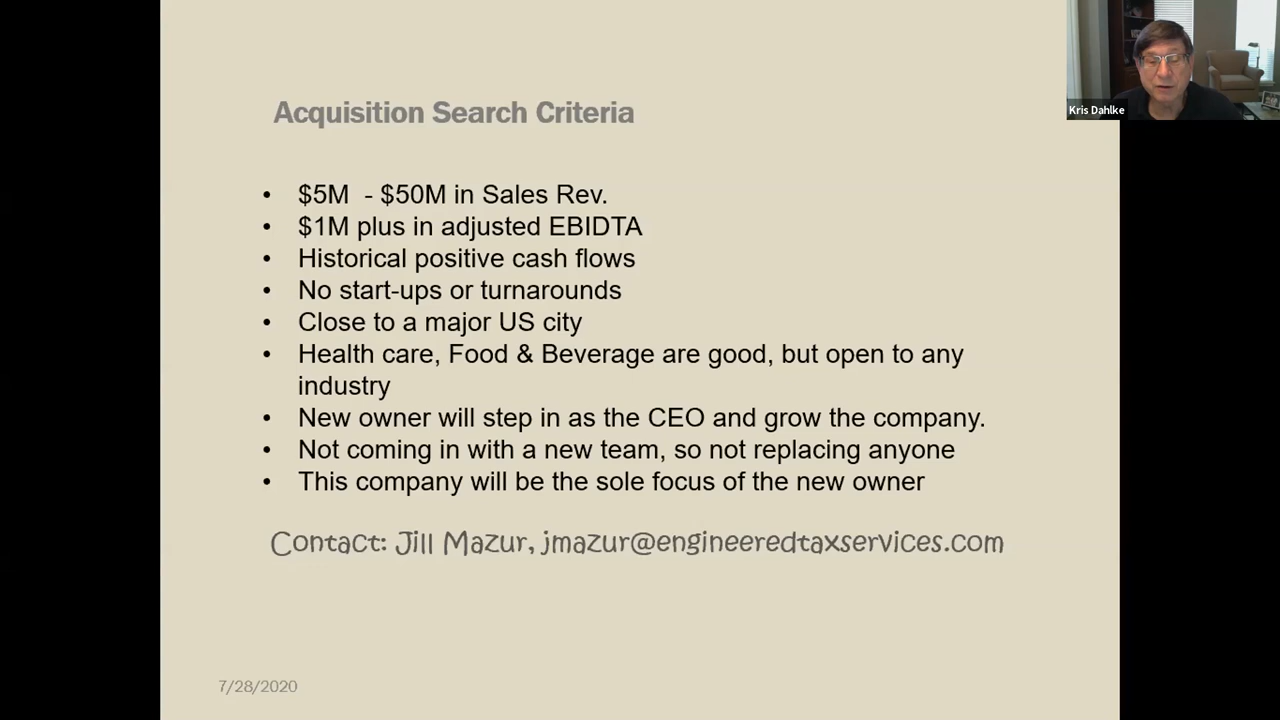 Kris Dahlke
Acquisition Search Criteria
• $5M - $50M in Sales Rev.
• $1M plus in adjusted EBIDTA
• Historical positive cash flows
• No start-ups or turnarounds
• Close to a major US city
• Health care, Food & Beverage are good, but open to any
industry
• New owner will step in as the CEO and grow the company.
• Not coming in with a new team, so not replacing anyone
• This company will be the sole focus of the new owner
Contact: Jill Mazur, jmazur@engineeredtaxservices.com
7/28/2020